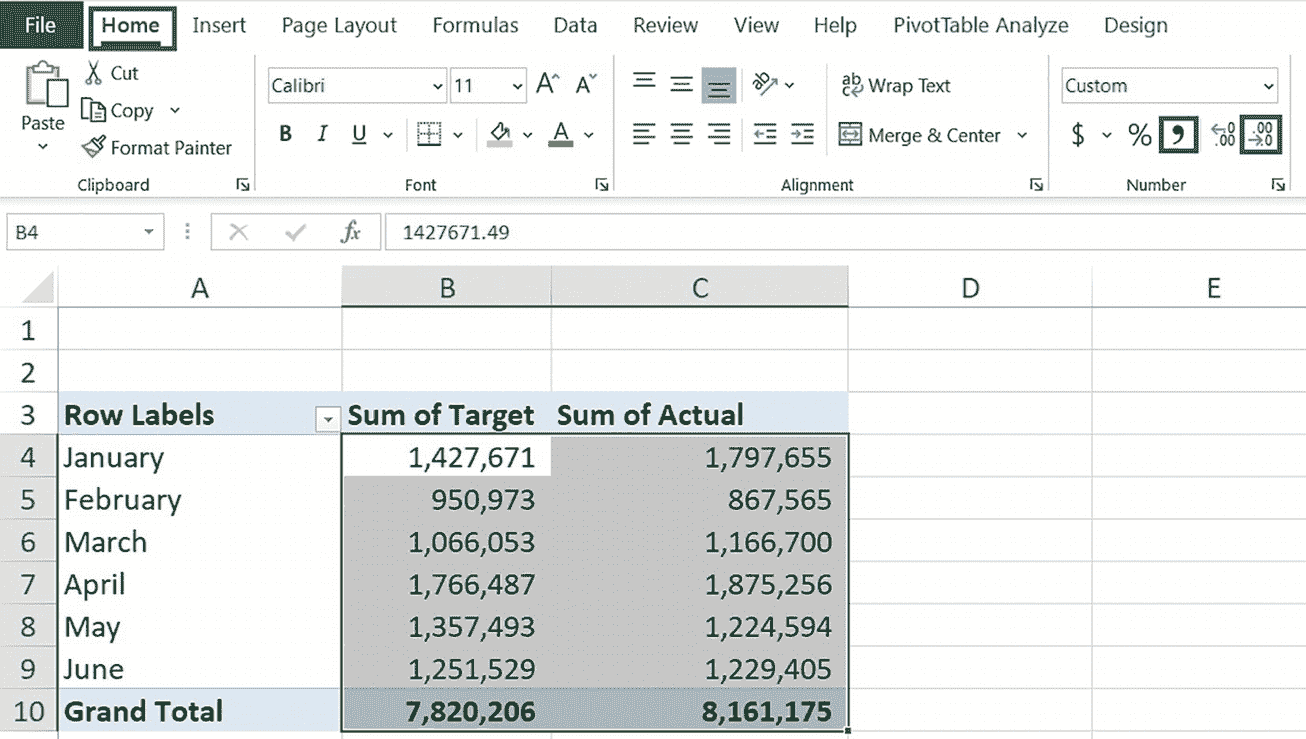 File Home Insert Page Layout Formulas Data Review View Help PivotTable Analyze Design
Cut
Copy
Paste
Format Painter
Clipboard
Calibri 11 A^ A˅
B I U A
Font
ab Wrap Text
Merge & Center
Alignment
Custom
$ % , .00 .00 .0
Number
B4 fx 1427671.49
A B C D E
1
2
3 Row Labels Sum of Target Sum of Actual
4 January 1,427,671 1,797,655
5 February 950,973 867,565
6 March 1,066,053 1,166,700
7 April 1,766,487 1,875,256
8 May 1,357,493 1,224,594
9 June 1,251,529 1,229,405
10 Grand Total 7,820,206 8,161,175